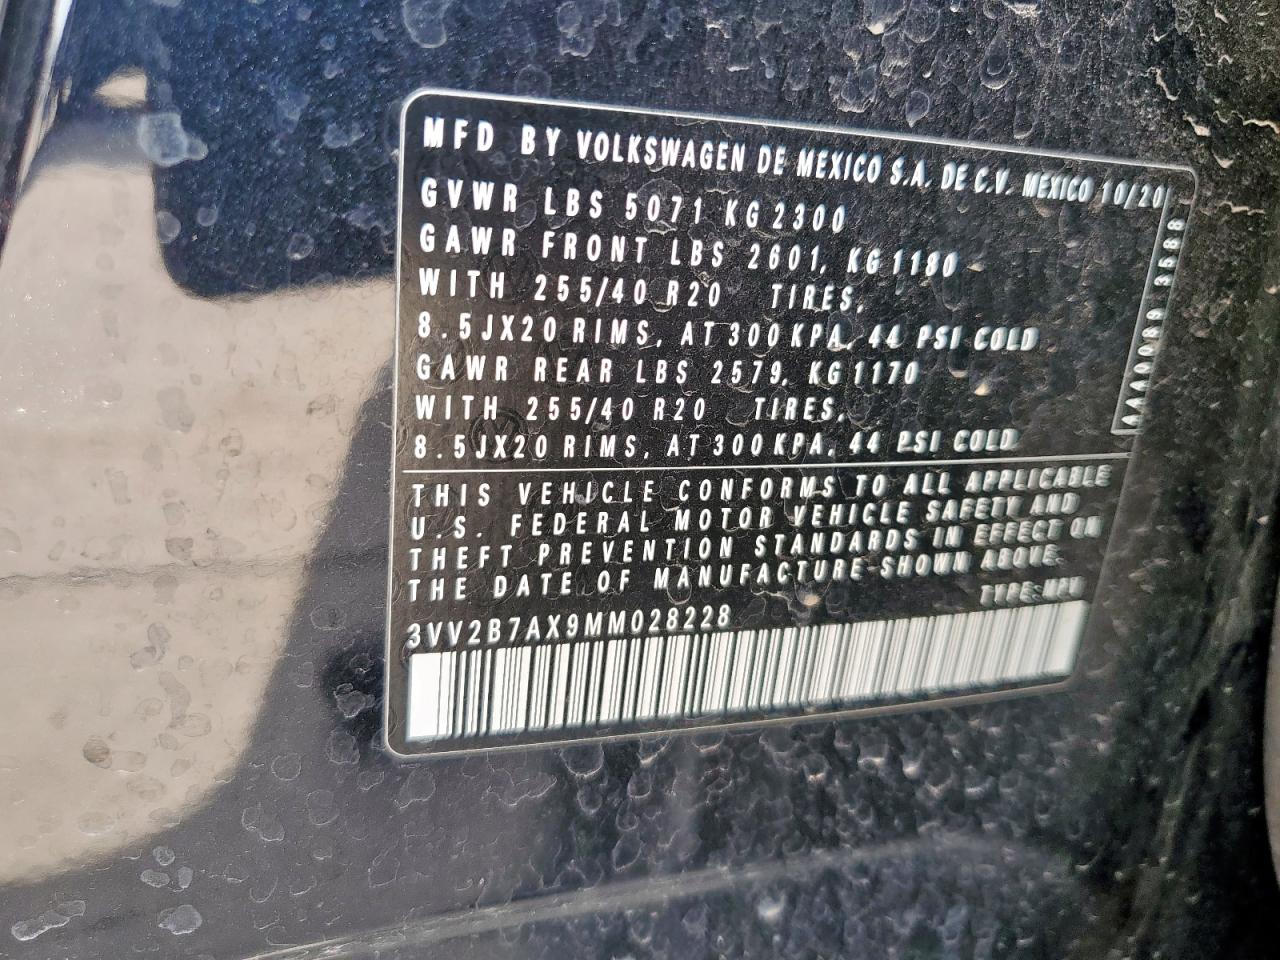 MFD BY VOLKSWAGEN DE MEXICO S.A. DE C.V. MEXICO 10/20
GVWR LBS 5071 KG 2300
GAWR FRONT LBS 2601, KG 1180
WITH 255/40 R20 TIRES,
8.5JX20 RIMS, AT 300 KPA, 44 PSI COLD
GAWR REAR LBS 2579, KG 1170
WITH 255/40 R20 TIRES,
8.5JX20 RIMS, AT 300 KPA, 44 PSI COLD
THIS VEHICLE CONFORMS TO ALL APPLICABLE
U.S. FEDERAL MOTOR VEHICLE SAFETY AND
THEFT PREVENTION STANDARDS IN EFFECT ON
THE DATE OF MANUFACTURE SHOWN ABOVE.
TYPE: MPV
3VV2B7AX9MM028228